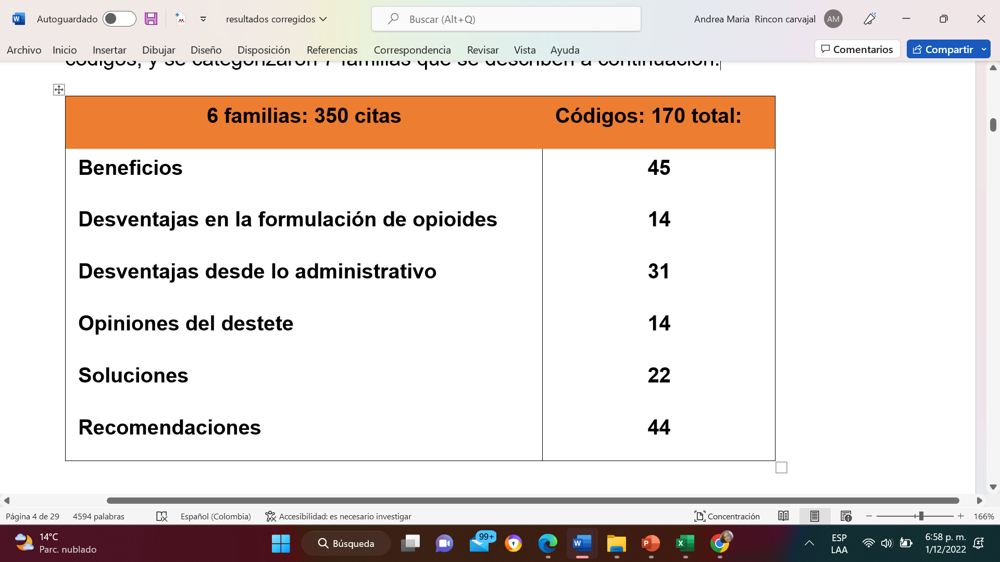 Autoguardado
resultados corregidos
Buscar (Alt+Q)
Andrea Maria Rincon carvajal
AM
Archivo Inicio Insertar Dibujar Diseño Disposición Referencias Correspondencia Revisar Vista Ayuda
Comentarios
Compartir
códigos, y se categorizaron 7 familias que se describen a continuación.
6 familias: 350 citas Códigos: 170 total:
Beneficios 45
Desventajas en la formulación de opioides 14
Desventajas desde lo administrativo 31
Opiniones del destete 14
Soluciones 22
Recomendaciones 44
Página 4 de 29 4594 palabras Español (Colombia) Accesibilidad: es necesario investigar Concentración 166%
14°C
Parc. nublado
Búsqueda
99+
ESP
LAA
6:58 p. m.
1/12/2022